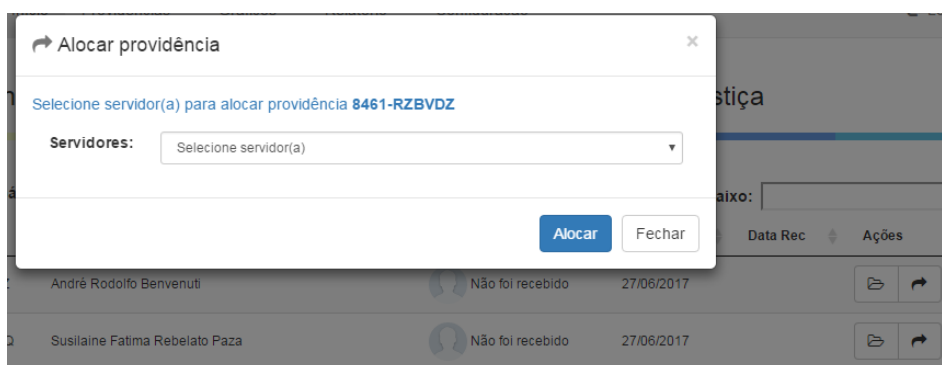 Alocar providência
×
Selecione servidor(a) para alocar providência 8461-RZBVDZ
stiça
Servidores: Selecione servidor(a)
aixo:
Alocar Fechar
Data Rec Ações
André Rodolfo Benvenuti Não foi recebido 27/06/2017
Susilaine Fatima Rebelato Paza Não foi recebido 27/06/2017